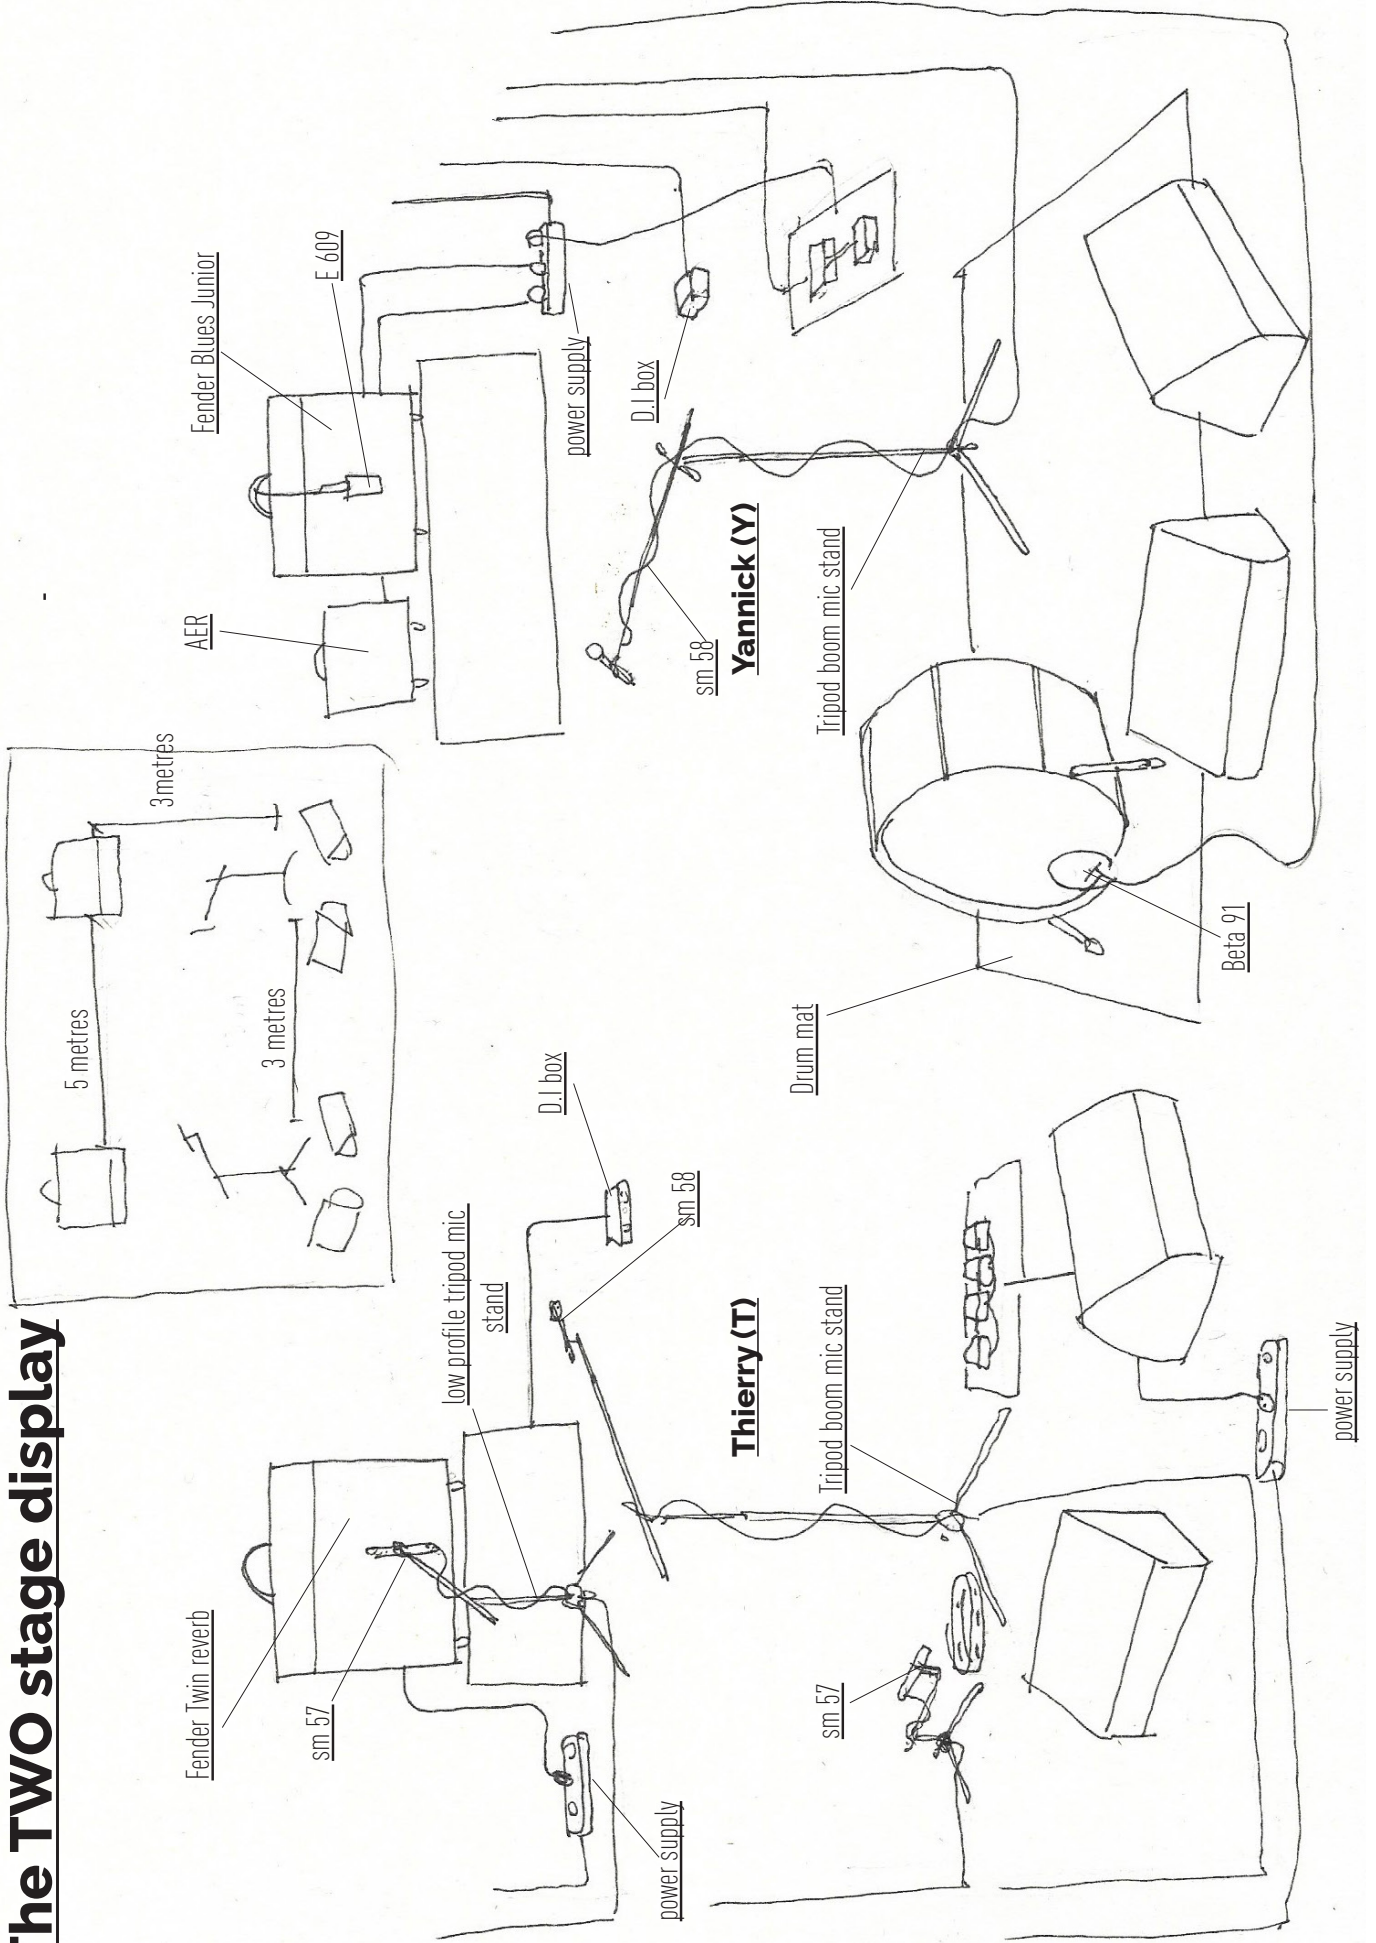 The TWO stage display
5 metres
3metres
3 metres
Fender Twin reverb
AER
Fender Blues Junior
sm 57
E 609
low profile tripod mic
stand
D.I box
power supply
D.I box
power supply
sm 58
sm 58
Thierry (T)
Yannick (Y)
Drum mat
sm 57
Tripod boom mic stand
Tripod boom mic stand
Beta 91
power supply